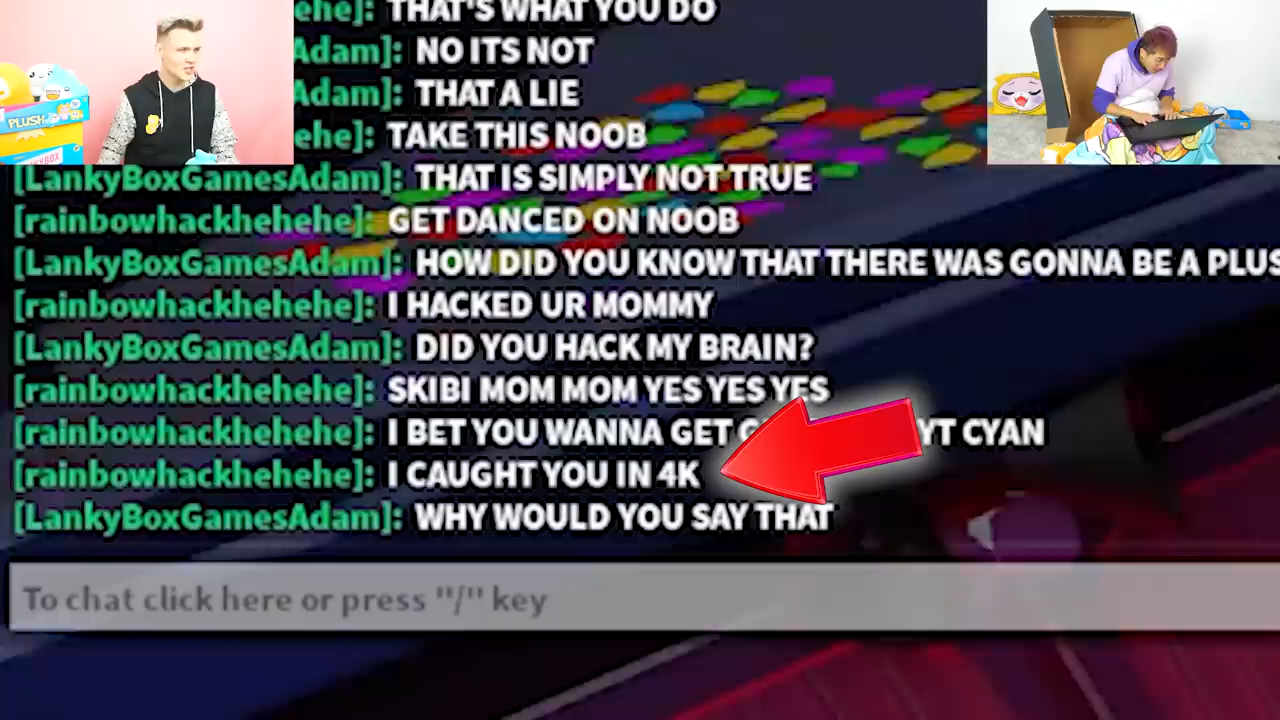 ehe]: THAT'S WHAT YOU DO
Adam]: NO ITS NOT
Adam]: THAT A LIE
ehe]: TAKE THIS NOOB
[LankyBoxGamesAdam]: THAT IS SIMPLY NOT TRUE
[rainbowhackhehehe]: GET DANCED ON NOOB
[LankyBoxGamesAdam]: HOW DID YOU KNOW THAT THERE WAS GONNA BE A PLUS
[rainbowhackhehehe]: I HACKED UR MOMMY
[LankyBoxGamesAdam]: DID YOU HACK MY BRAIN?
[rainbowhackhehehe]: SKIBI MOM MOM YES YES YES
[rainbowhackhehehe]: I BET YOU WANNA GET YT CYAN
[rainbowhackhehehe]: I CAUGHT YOU IN 4K
[LankyBoxGamesAdam]: WHY WOULD YOU SAY THAT
To chat click here or press "/" key
PLUSH